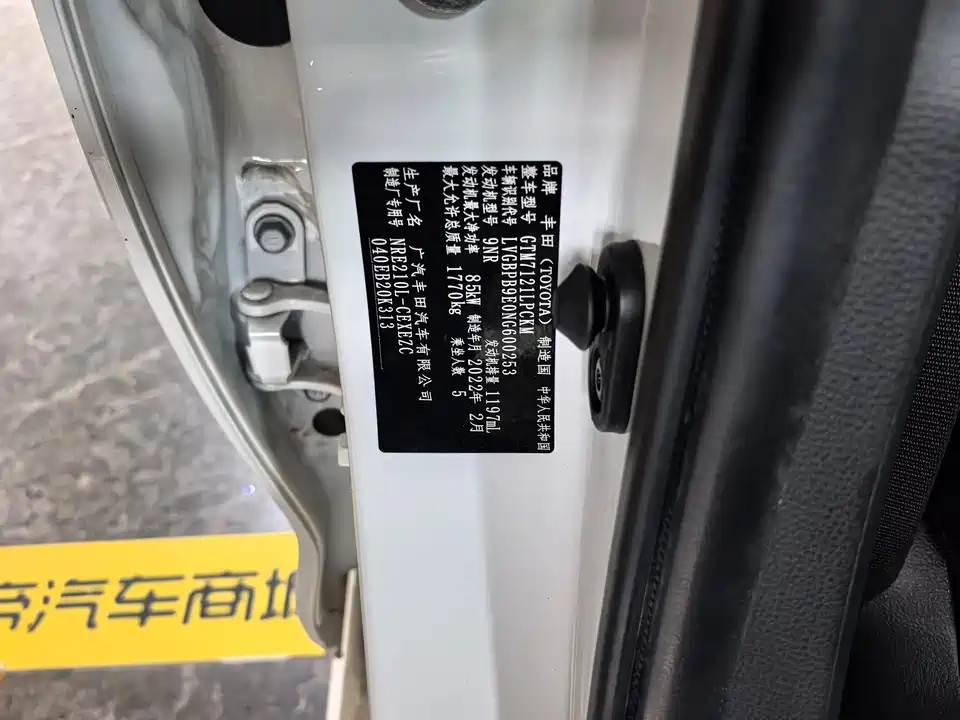 品牌 丰田(TOYOTA) 制造国 中华人民共和国
整车型号 GTM7121LPCKM
车辆识别代号 LVGBPB9E0NG600253
发动机型号 9NR 发动机排量 1197mL
发动机最大净功率 85kW 制造年月 2022年 2月
最大允许总质量 1770kg 乘坐人数 5
生产厂名 广汽丰田汽车有限公司
制造厂专用号 NRE210L-CEXEZC
040EB20K313
汽车商城